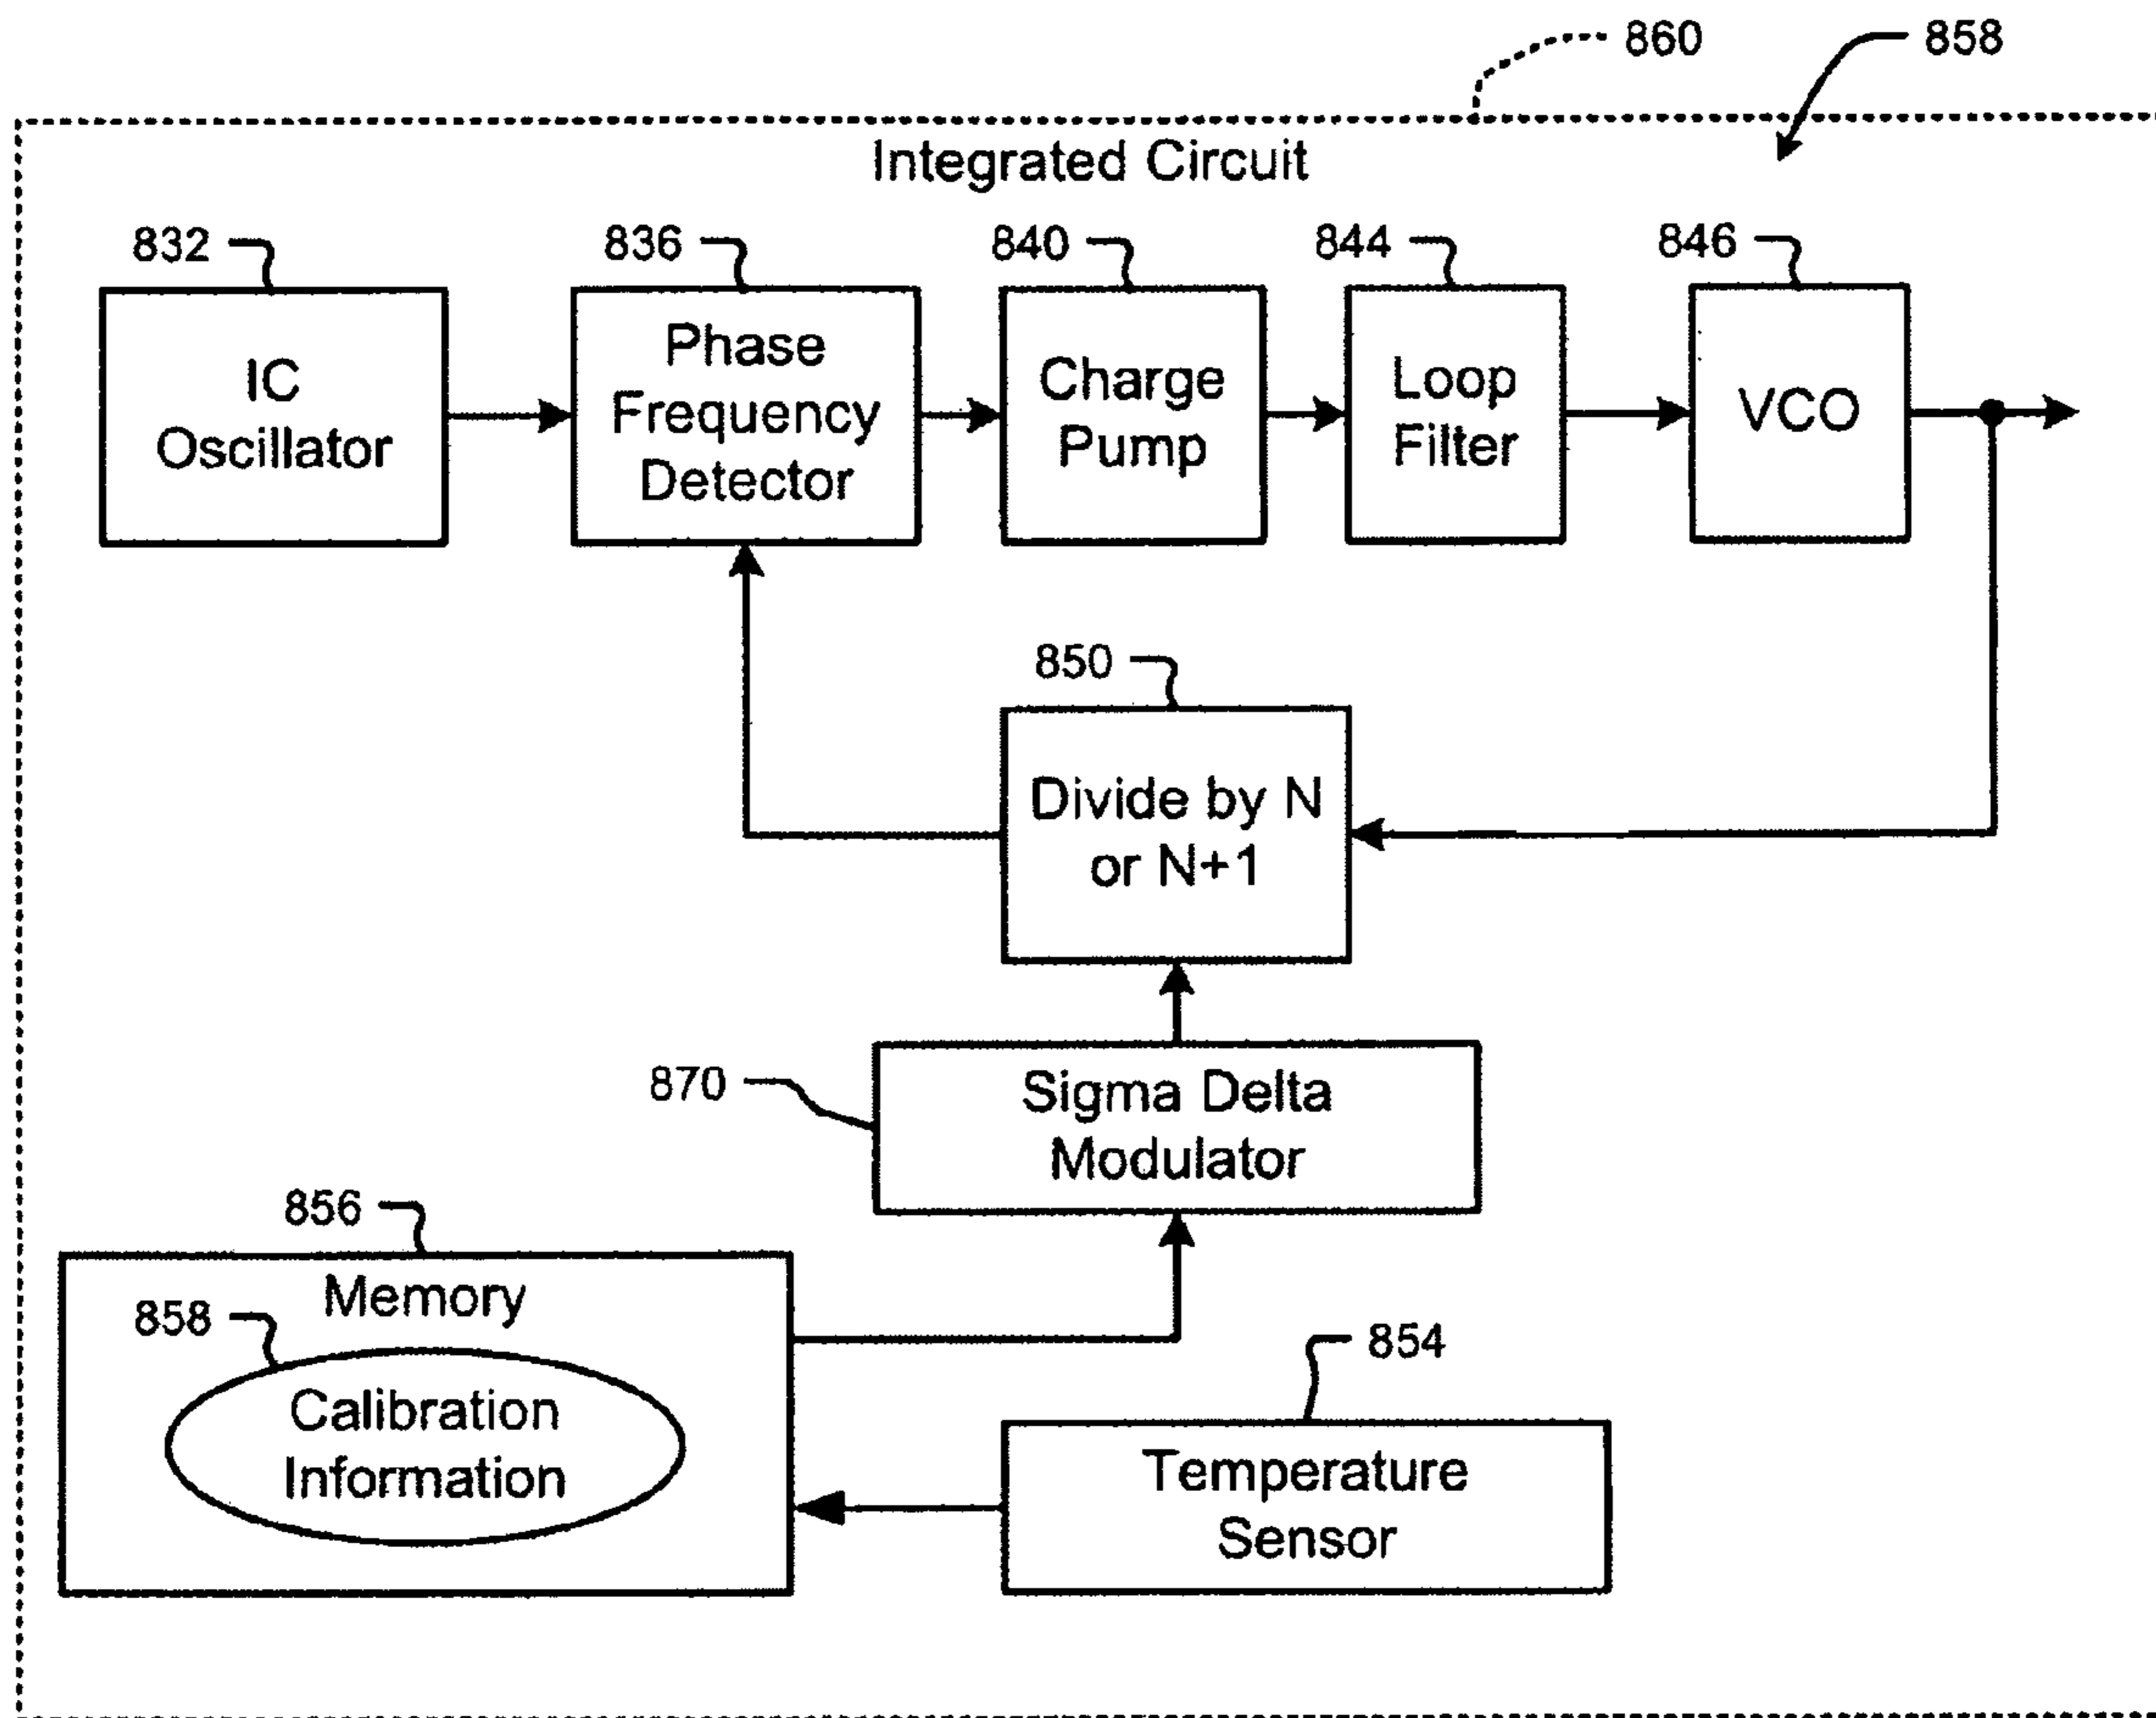 860
858
Integrated Circuit
832
836
840
844
846
IC
Oscillator
Phase
Frequency
Detector
Charge
Pump
Loop
Filter
VCO
850
Divide by N
or N+1
870
Sigma Delta
Modulator
856
Memory
858
Calibration
Information
854
Temperature
Sensor